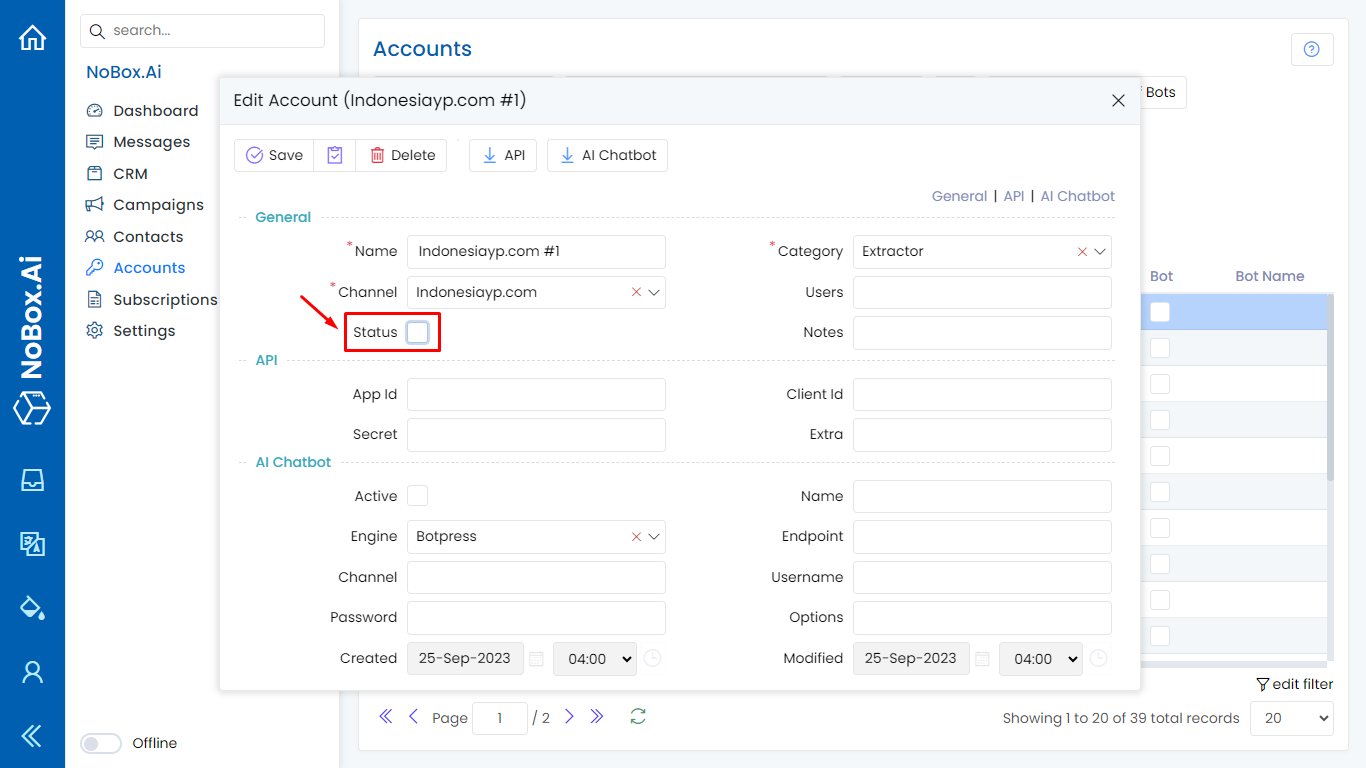 search...
NoBox.Ai
Dashboard
Messages
CRM
Campaigns
Contacts
Accounts
Subscriptions
Settings
NoBox.Ai
Offline
Accounts
Bots
Edit Account (Indonesiayp.com #1)
Save
Delete
API
AI Chatbot
General | API | AI Chatbot
General
*Name Indonesiayp.com #1
*Category Extractor
*Channel Indonesiayp.com
Users
Status
Notes
API
App Id
Client Id
Secret
Extra
AI Chatbot
Active
Name
Engine Botpress
Endpoint
Channel
Username
Password
Options
Created 25-Sep-2023 04:00
Modified 25-Sep-2023 04:00
Bot
Bot Name
edit filter
Page 1 / 2
Showing 1 to 20 of 39 total records 20